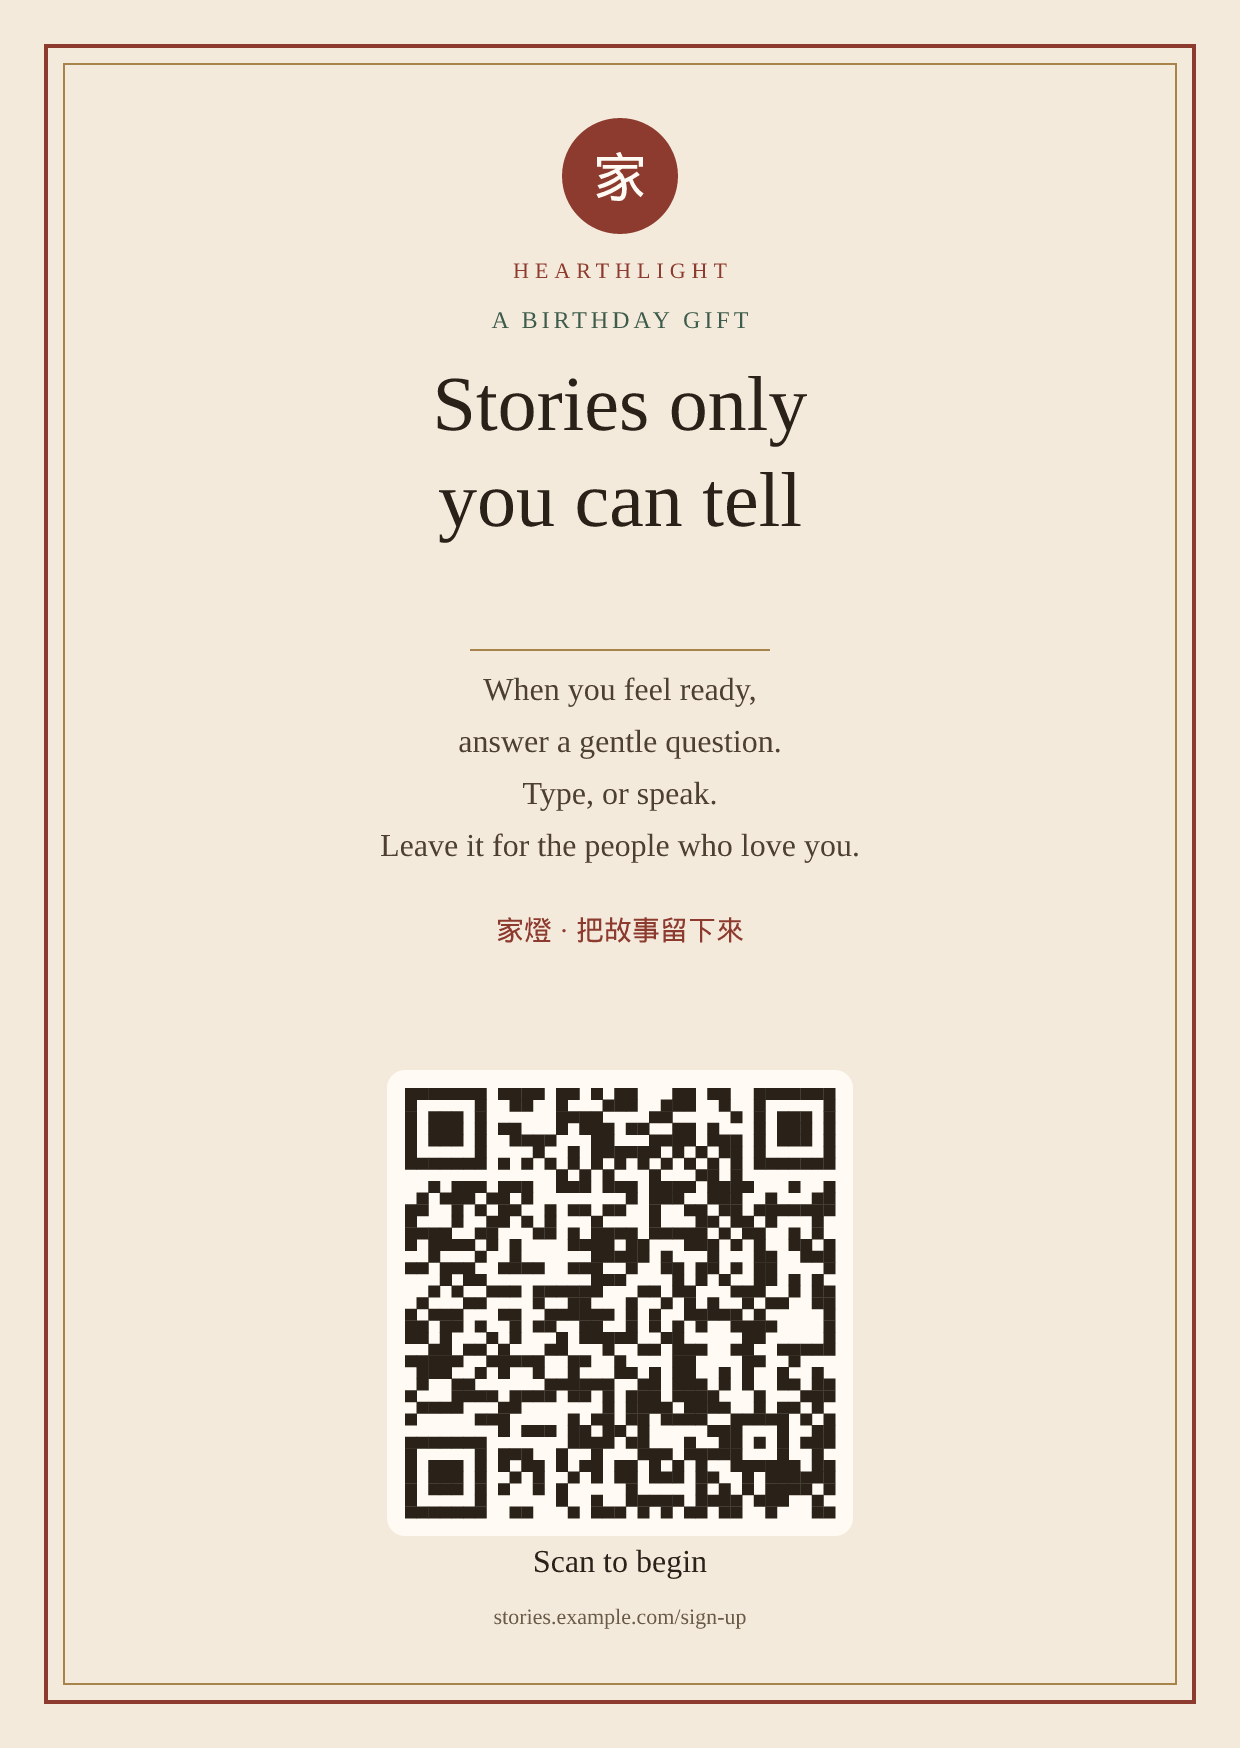 家
HEARTHLIGHT
A BIRTHDAY GIFT
Stories only
you can tell
When you feel ready,
answer a gentle question.
Type, or speak.
Leave it for the people who love you.
家燈 · 把故事留下來
Scan to begin
stories.example.com/sign-up